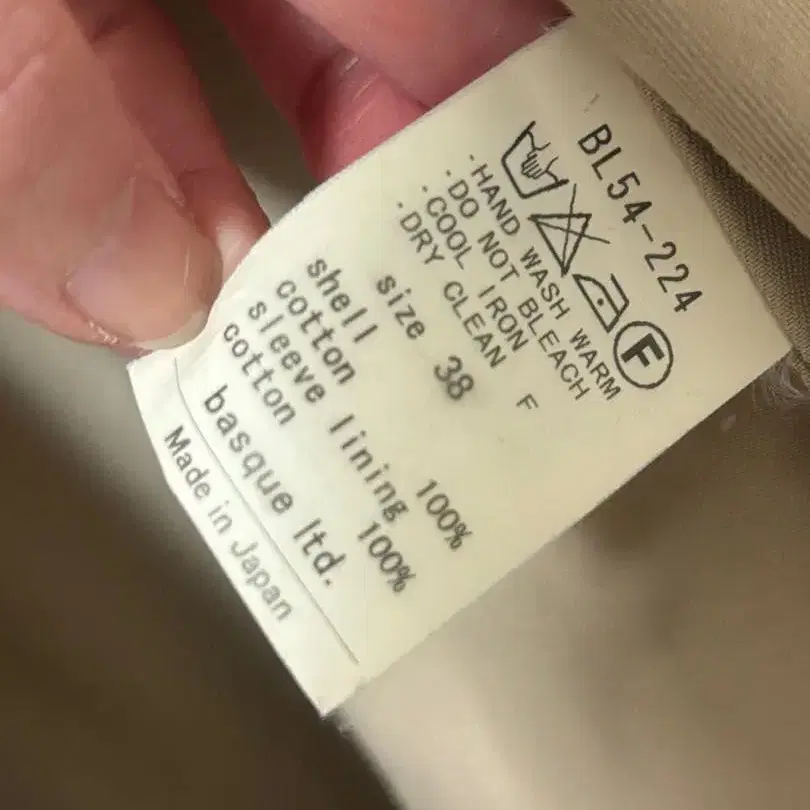 BL54-224
F
·HAND WASH WARM
·DO NOT BLEACH
·COOL IRON
·DRY CLEAN F
size 38
shell
cotton 100%
sleeve lining
cotton 100%
basque ltd.
Made in Japan